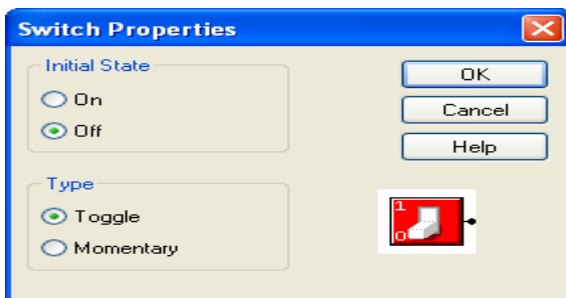 Switch Properties
Initial State
On
Off
OK
Cancel
Help
Type
Toggle
Momentary
1
0